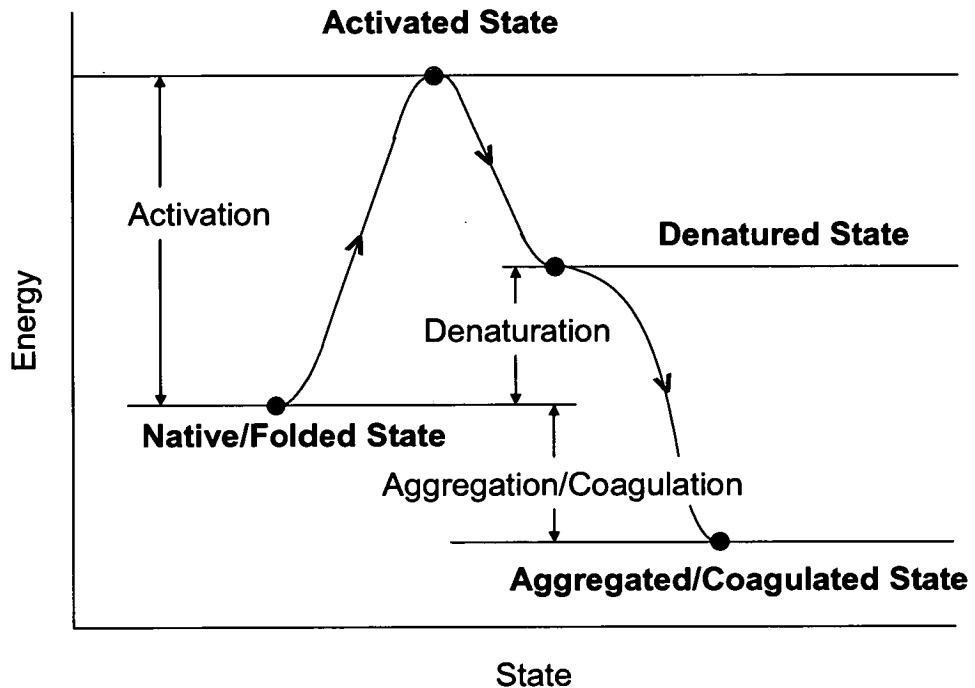 Activated State
Activation
Denatured State
Energy
Denaturation
Native/Folded State
Aggregation/Coagulation
Aggregated/Coagulated State
State